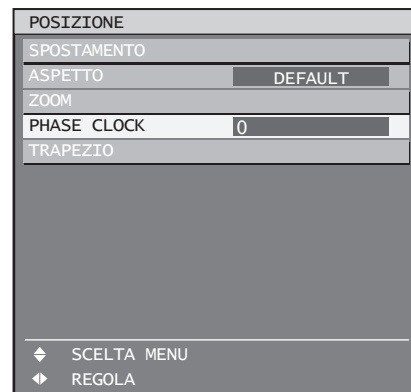 POSIZIONE
SPOSTAMENTO
ASPETTO DEFAULT
ZOOM
PHASE CLOCK 0
TRAPEZIO
SCELTA MENU
REGOLA